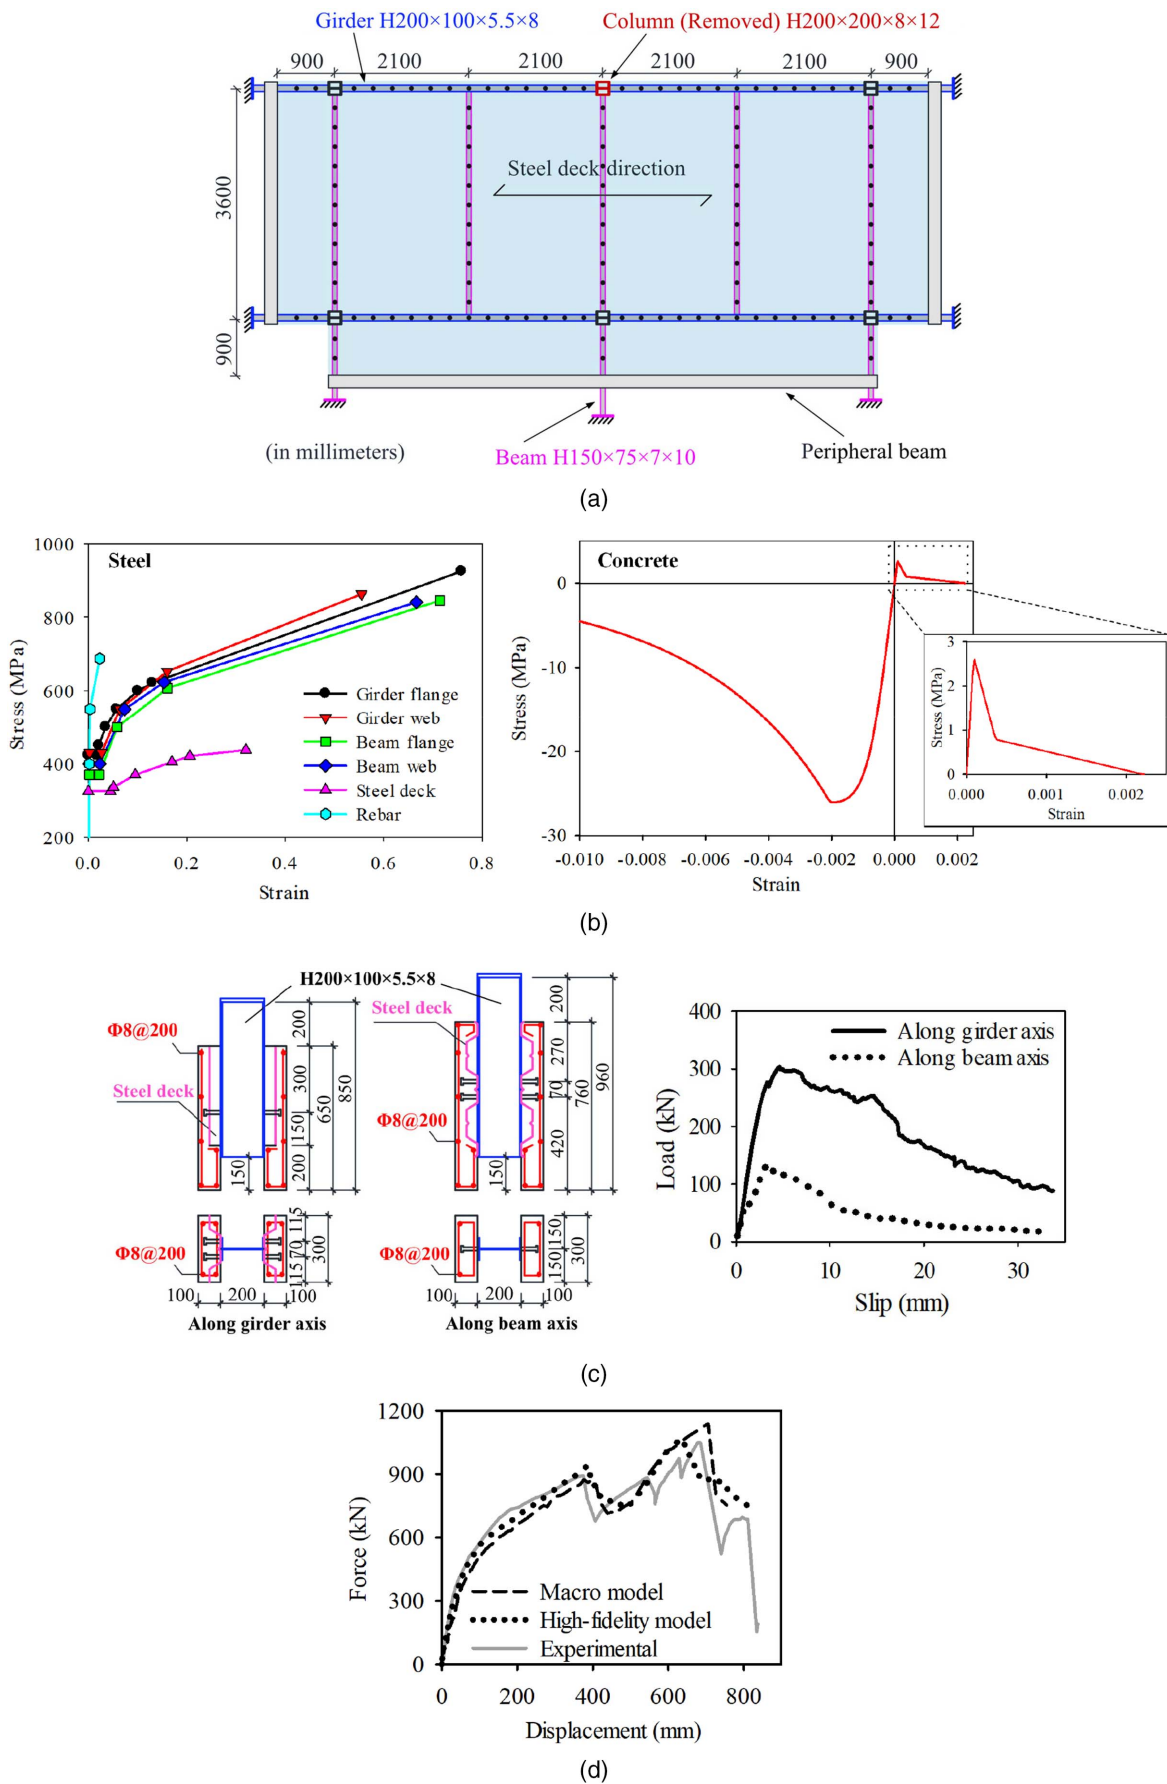 Girder H200×100×5.5×8
Column (Removed) H200×200×8×12
900 2100 2100 2100 2100 900
Steel deck direction
3600
900
(in millimeters)
Beam H150×75×7×10
Peripheral beam
(a)
Steel
1000
800
600
400
200
Stress (MPa)
Girder flange
Girder web
Beam flange
Beam web
Steel deck
Rebar
0.0 0.2 0.4 0.6 0.8
Strain
Concrete
0
-10
-20
-30
Stress (MPa)
-0.010 -0.008 -0.006 -0.004 -0.002 0.000 0.002
Strain
3
2
1
0
Stress (MPa)
0.000 0.001 0.002
Strain
(b)
H200×100×5.5×8
Steel deck
Φ8@200
Steel deck
200
300
150
200
650
850
150
Φ8@200
115
70
115
300
100 200 100
Along girder axis
Φ8@200
200
270
70
420
760
960
150
Φ8@200
150
150
300
100 200 100
Along beam axis
400
300
200
100
0
Load (kN)
Along girder axis
Along beam axis
0 10 20 30
Slip (mm)
(c)
1200
900
600
300
0
Force (kN)
Macro model
High-fidelity model
Experimental
0 200 400 600 800
Displacement (mm)
(d)